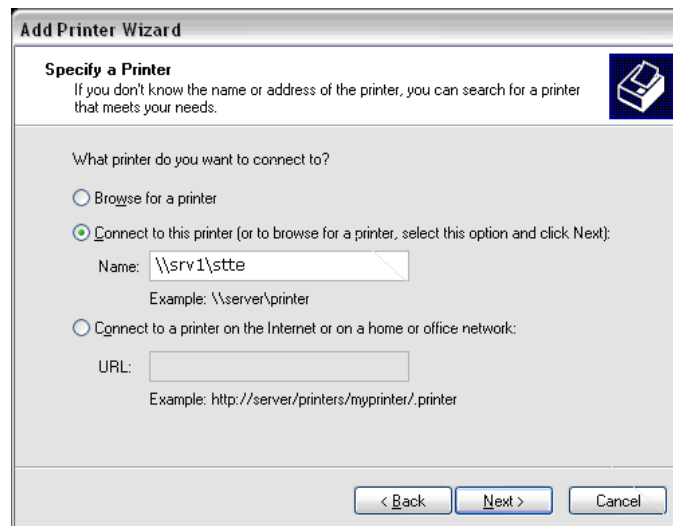 Add Printer Wizard
Specify a Printer
If you don't know the name or address of the printer, you can search for a printer
that meets your needs.
What printer do you want to connect to?
Browse for a printer
Connect to this printer (or to browse for a printer, select this option and click Next):
Name: \\srv1\stte
Example: \\server\printer
Connect to a printer on the Internet or on a home or office network:
URL:
Example: http://server/printers/myprinter/.printer
< Back Next > Cancel